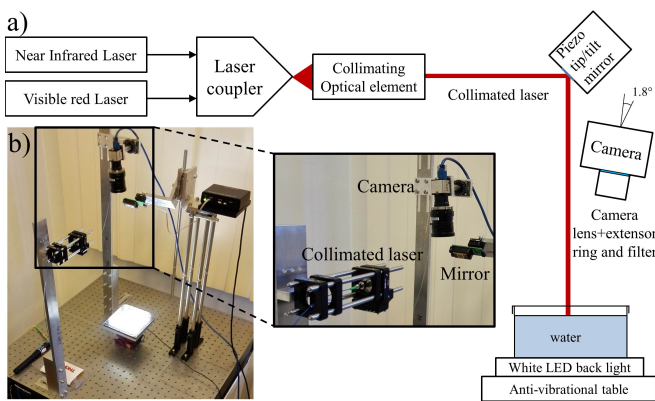 a)
Near Infrared Laser
Visible red Laser
Laser
coupler
Collimating
Optical element
Collimated laser
Piezo
tip/tilt
mirror
1.8°
Camera
Camera
lens+extensor
ring and filter
b)
Camera
Collimated laser
Mirror
water
White LED back light
Anti-vibrational table